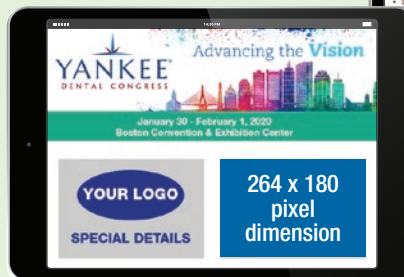 YANKEE®
DENTAL CONGRESS
Advancing the Vision
January 30 - February 1, 2020
Boston Convention & Exhibition Center
YOUR LOGO
SPECIAL DETAILS
264 x 180
pixel
dimension